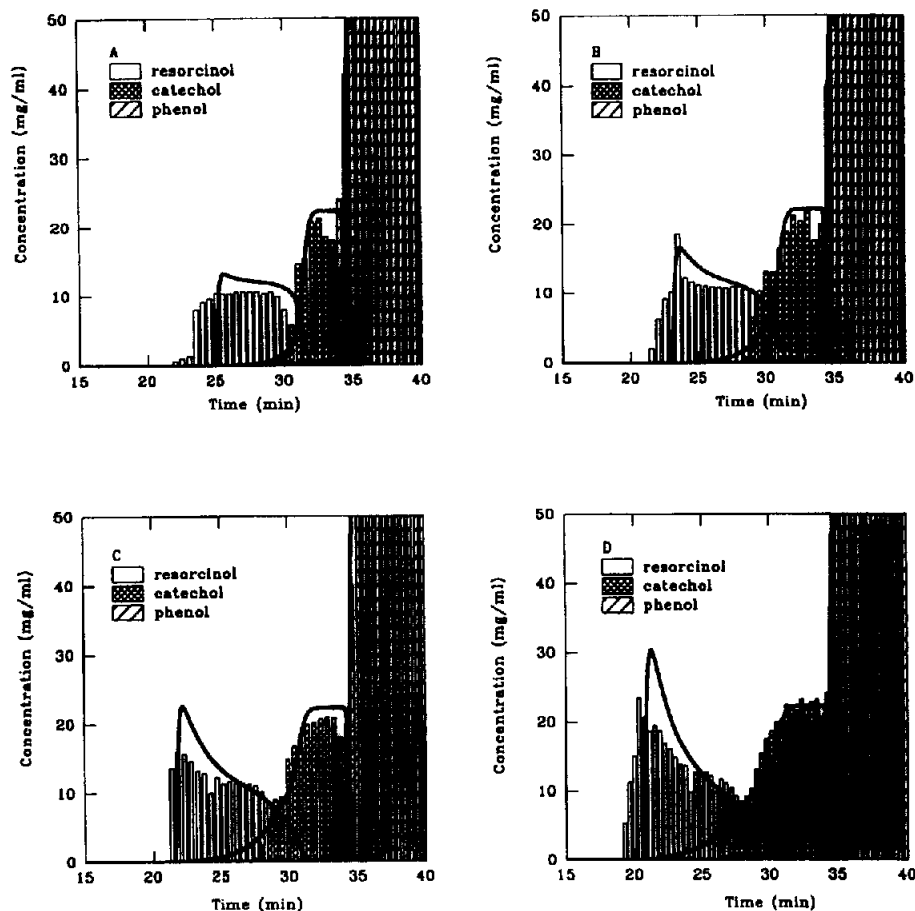 A
resorcinol
catechol
phenol
Concentration (mg/ml)
50
40
30
20
10
0
15 20 25 30 35 40
Time (min)
B
resorcinol
catechol
phenol
Concentration (mg/ml)
50
40
30
20
10
0
15 20 25 30 35 40
Time (min)
C
resorcinol
catechol
phenol
Concentration (mg/ml)
50
40
30
20
10
0
15 20 25 30 35 40
Time (min)
D
resorcinol
catechol
phenol
Concentration (mg/ml)
50
40
30
20
10
0
15 20 25 30 35 40
Time (min)